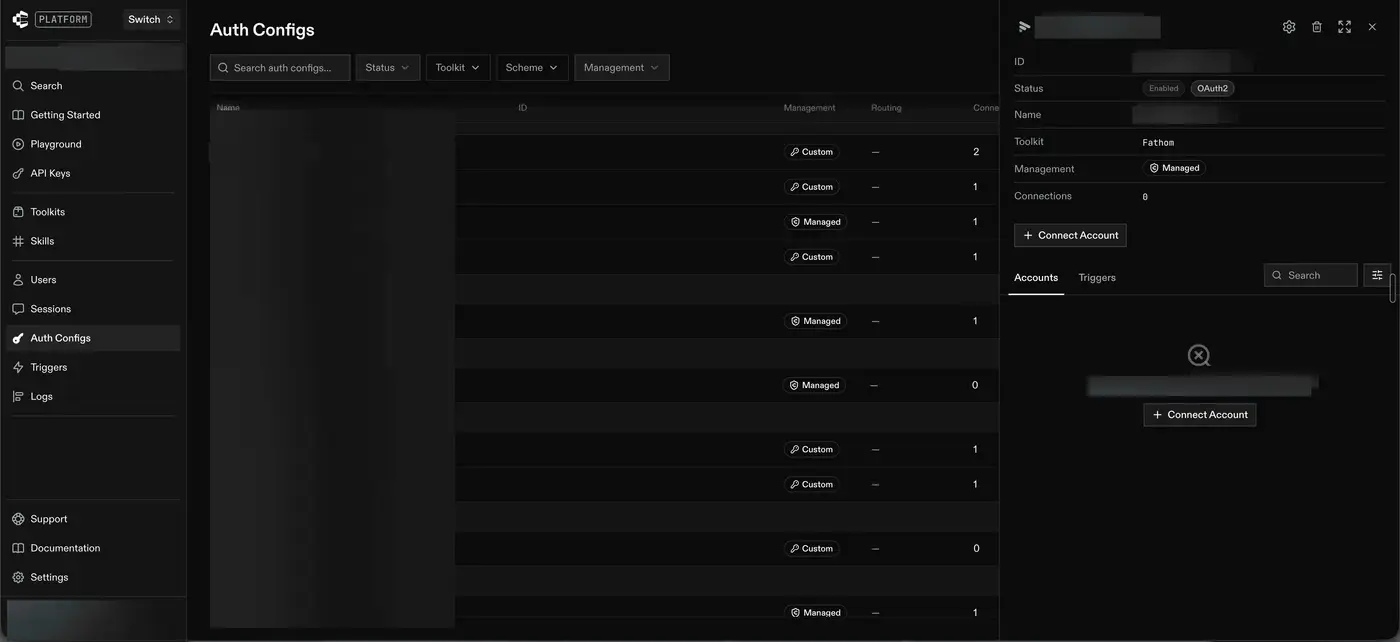 PLATFORM
Switch
Search
Getting Started
Playground
API Keys
Toolkits
Skills
Users
Sessions
Auth Configs
Triggers
Logs
Support
Documentation
Settings
Auth Configs
Search auth configs...
Status
Toolkit
Scheme
Management
Name ID Management Routing Conne
Custom — 2
Custom — 1
Managed — 1
Custom — 1
Managed — 1
Managed — 0
Custom — 1
Custom — 1
Custom — 0
Managed — 1
ID
Status Enabled OAuth2
Name
Toolkit Fathom
Management Managed
Connections 0
+ Connect Account
Accounts Triggers
Search
+ Connect Account